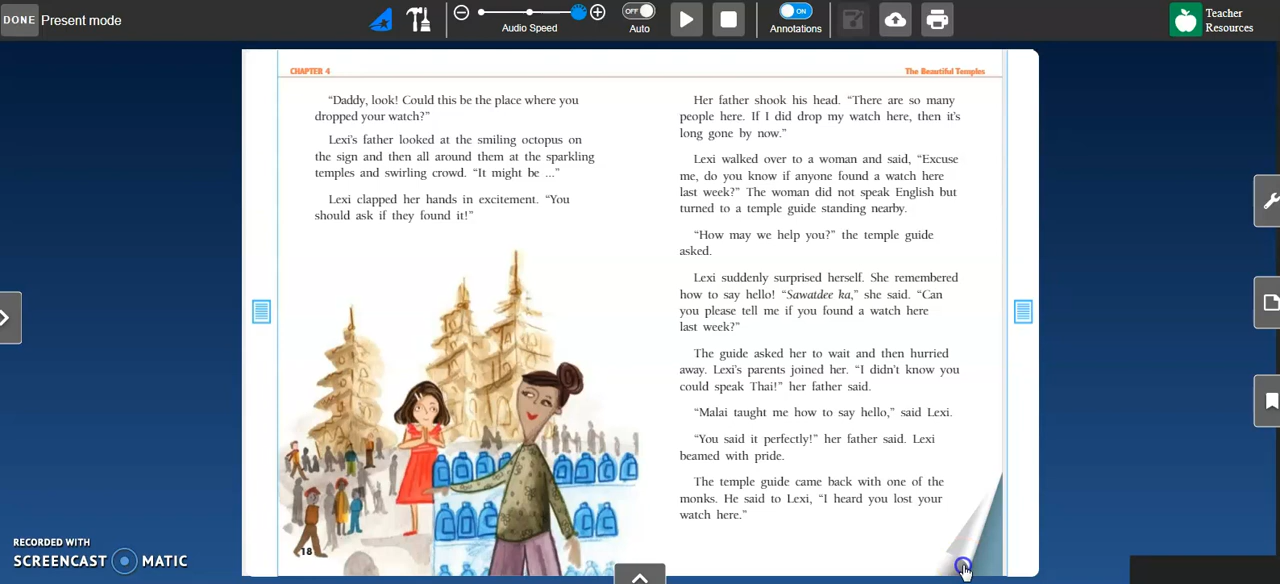 DONE Present mode
Audio Speed
OFF
Auto
ON
Annotations
Teacher
Resources
CHAPTER 4
The Beautiful Temples
“Daddy, look! Could this be the place where you
dropped your watch?”
Lexi's father looked at the smiling octopus on
the sign and then all around them at the sparkling
temples and swirling crowd. “It might be ...”
Lexi clapped her hands in excitement. “You
should ask if they found it!”
18
Her father shook his head. “There are so many
people here. If I did drop my watch here, then it's
long gone by now.”
Lexi walked over to a woman and said, “Excuse
me, do you know if anyone found a watch here
last week?” The woman did not speak English but
turned to a temple guide standing nearby.
“How may we help you?” the temple guide
asked.
Lexi suddenly surprised herself. She remembered
how to say hello! “Sawatdee ka,” she said. “Can
you please tell me if you found a watch here
last week?”
The guide asked her to wait and then hurried
away. Lexi's parents joined her. “I didn't know you
could speak Thai!” her father said.
“Malai taught me how to say hello,” said Lexi.
“You said it perfectly!” her father said. Lexi
beamed with pride.
The temple guide came back with one of the
monks. He said to Lexi, “I heard you lost your
watch here.”
RECORDED WITH
SCREENCAST MATIC